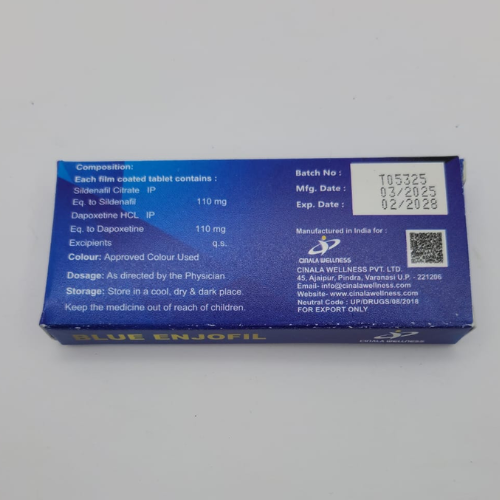 Composition:
Each film coated tablet contains :
Sildenafil Citrate IP
Eq. to Sildenafil 110 mg
Dapoxetine HCL IP
Eq. to Dapoxetine 110 mg
Excipients q.s.
Colour: Approved Colour Used
Dosage: As directed by the Physician.
Storage: Store in a cool, dry & dark place.
Keep the medicine out of reach of children.
Batch No : T05325
Mfg. Date : 03/2025
Exp. Date : 02/2028
Manufactured in India for :
CINALA WELLNESS
CINALA WELLNESS PVT. LTD.
45, Ajaipur, Pindra, Varanasi U.P. - 221206
Email- info@cinalawellness.com
Website- www.cinalawellness.com
Neutral Code : UP/DRUGS/08/2018
FOR EXPORT ONLY
BLUE ENJOFIL
CINALA WELLNESS